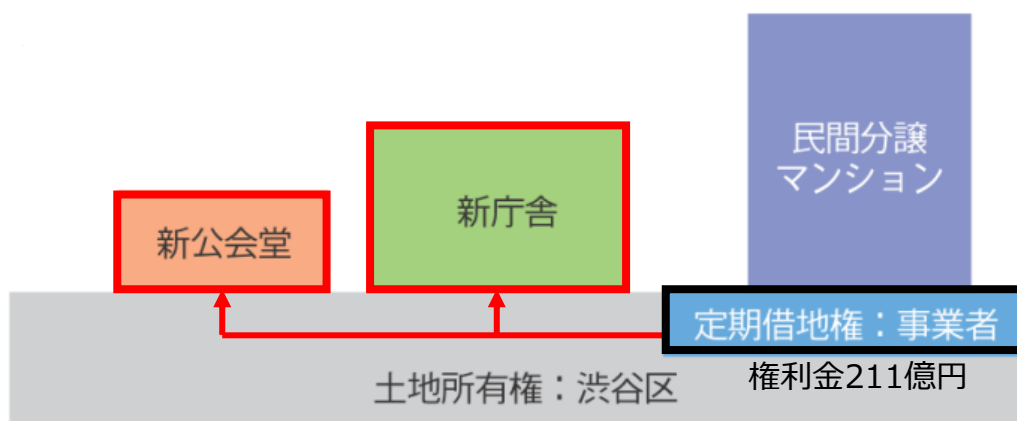 民間分譲
マンション
新庁舎
新公会堂
定期借地権：事業者
権利金211億円
土地所有権：渋谷区